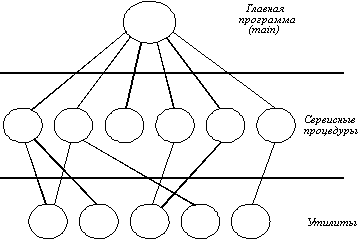 Главная
программа
(main)
Сервисные
процедуры
Утилиты